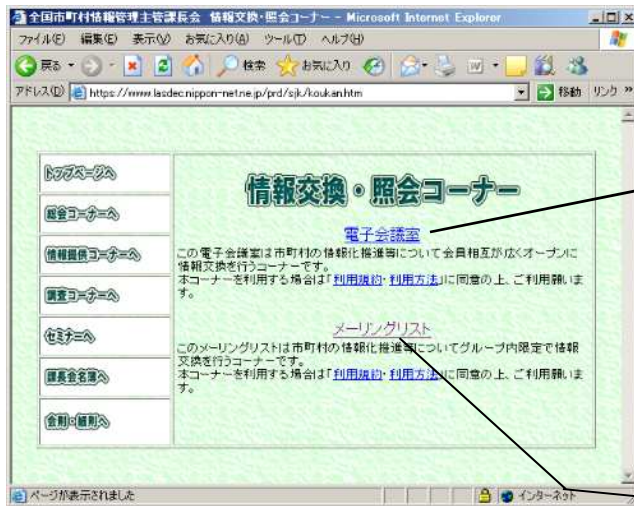 全国市町村情報管理主管課長会 情報交換・照会コーナー - Microsoft Internet Explorer
ファイル(F) 編集(E) 表示(V) お気に入り(A) ツール(T) ヘルプ(H)
戻る 検索 お気に入り
アドレス(D) https://www.lasdec.nippon-net.ne.jp/prd/sjk/koukan.htm 移動 リンク »
トップページへ
総会コーナーへ
情報提供コーナーへ
調査コーナーへ
セミナーへ
課長会名簿へ
会則・細則へ
情報交換・照会コーナー
電子会議室
この電子会議室は市町村の情報化推進等について会員相互が広くオープンに
情報交換を行うコーナーです。
本コーナーを利用する場合は「利用規約・利用方法」に同意の上、ご利用願いま
す。
メーリングリスト
このメーリングリストは市町村の情報化推進等についてグループ内限定で情報
交換を行うコーナーです。
本コーナーを利用する場合は「利用規約・利用方法」に同意の上、ご利用願いま
す。
ページが表示されました インターネット